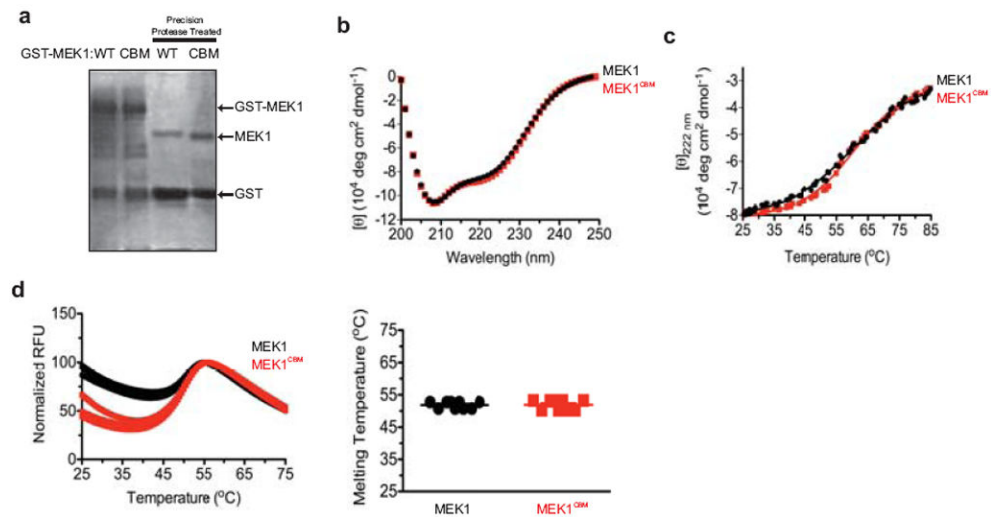 a
Precision
Protease Treated
GST-MEK1:WT CBM WT CBM
GST-MEK1
MEK1
GST
b
MEK1
MEK1CBM
0
-2
-4
-6
-8
-10
-12
200 210 220 230 240 250
[θ] (10⁴ deg cm² dmol⁻¹)
Wavelength (nm)
c
MEK1
MEK1CBM
-3
-4
-5
-6
-7
-8
25 35 45 55 65 75 85
[θ]222 nm
(10⁴ deg cm² dmol⁻¹)
Temperature (ºC)
d
150
100
50
0
25 35 45 55 65 75
Normalized RFU
Temperature (ºC)
MEK1
MEK1CBM
75
65
55
45
35
25
Melting Temperature (ºC)
MEK1 MEK1CBM